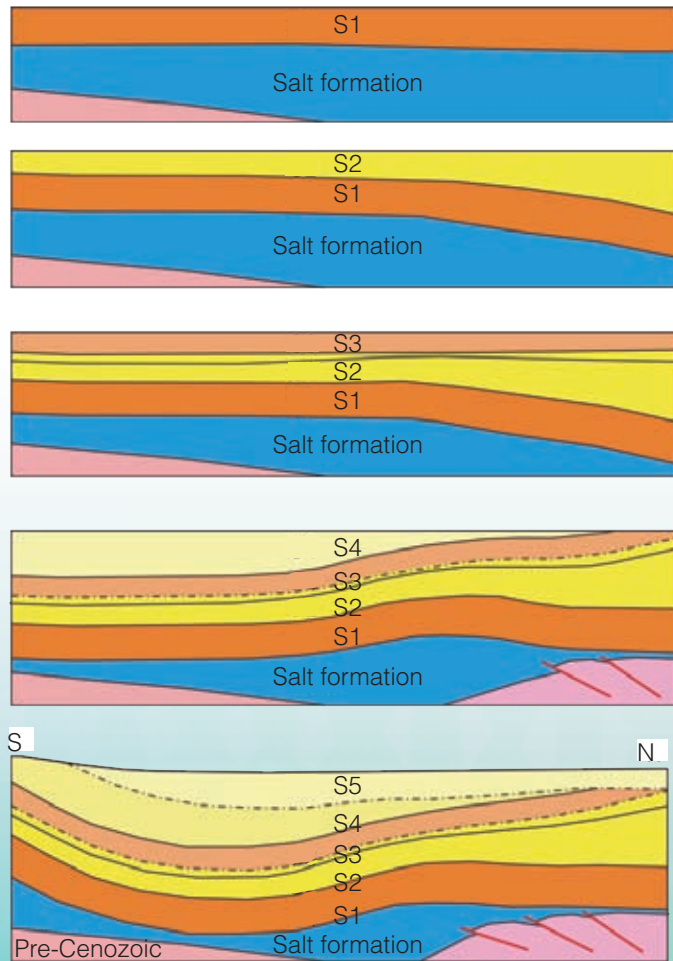 S1
Salt formation
S2
S1
Salt formation
S3
S2
S1
Salt formation
S4
S3
S2
S1
Salt formation
S N
S5
S4
S3
S2
S1
Pre-Cenozoic Salt formation